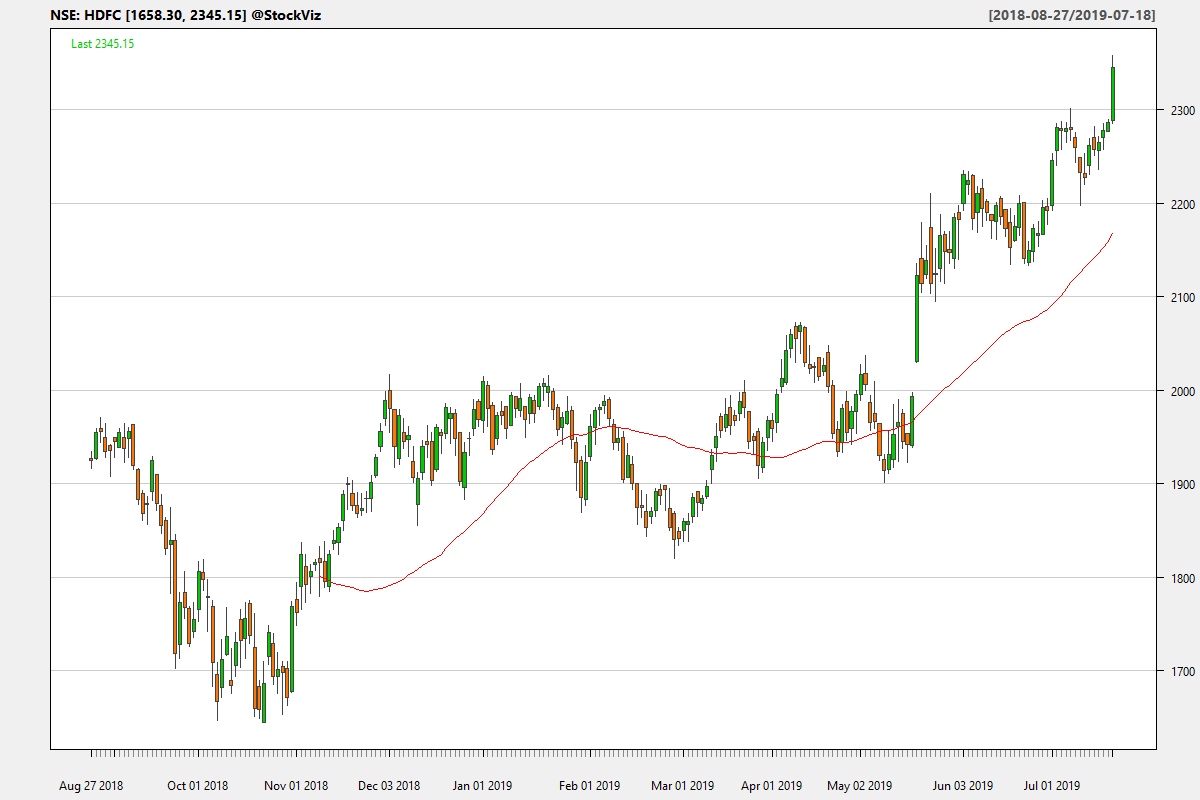 NSE: HDFC [1658.30, 2345.15] @StockViz
[2018-08-27/2019-07-18]
Last 2345.15
2300
2200
2100
2000
1900
1800
1700
Aug 27 2018
Oct 01 2018
Nov 01 2018
Dec 03 2018
Jan 01 2019
Feb 01 2019
Mar 01 2019
Apr 01 2019
May 02 2019
Jun 03 2019
Jul 01 2019